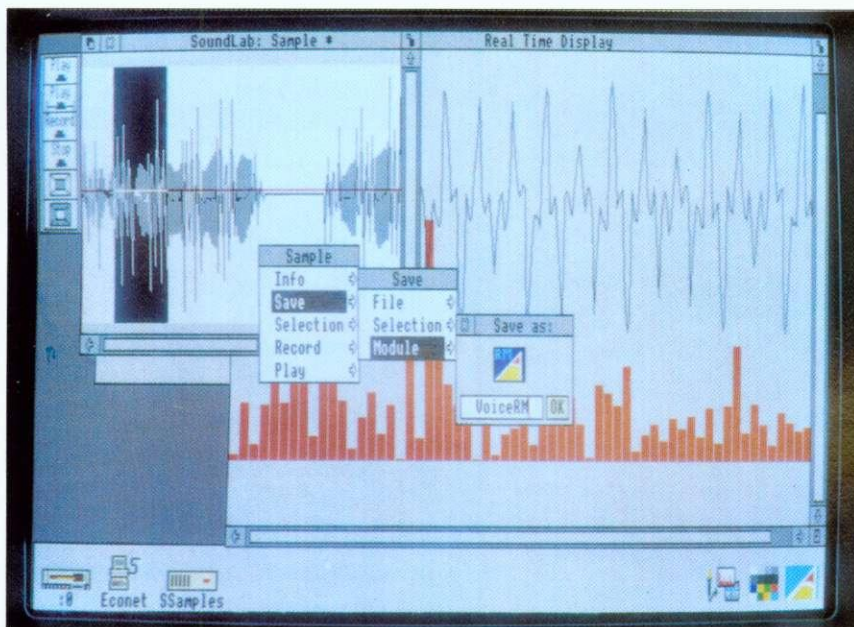 SoundLab: Sample *
Real Time Display
Play
Play
Record
Stop
Sample
Info
Save
Selection
Record
Play
Save
File
Selection
Module
Save as:
RM
VoiceRM
OK
:0
Econet
SSamples